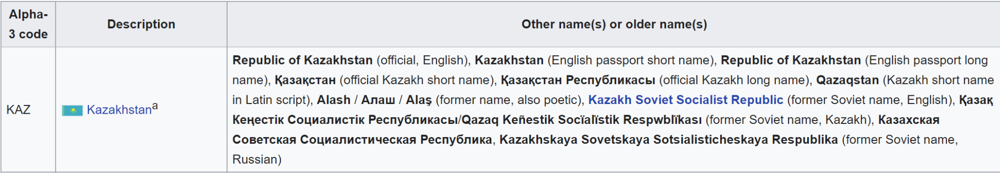 Alpha-
3 code
Description
Other name(s) or older name(s)
KAZ
Kazakhstanᵃ
Republic of Kazakhstan (official, English), Kazakhstan (English passport short name), Republic of Kazakhstan (English passport long
name), Қазақстан (official Kazakh short name), Қазақстан Республикасы (official Kazakh long name), Qazaqstan (Kazakh short name
in Latin script), Alash / Алаш / Alaş (former name, also poetic), Kazakh Soviet Socialist Republic (former Soviet name, English), Қазақ
Кеңестік Социалистік Республикасы/Qazaq Keñestik Socïalïstik Respwblïkası (former Soviet name, Kazakh), Казахская
Советская Социалистическая Республика, Kazakhskaya Sovetskaya Sotsialisticheskaya Respublika (former Soviet name,
Russian)